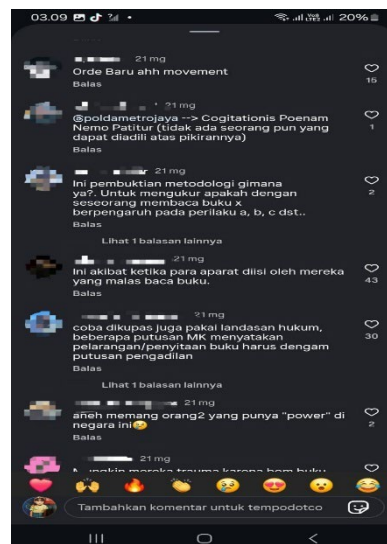 03.09
20%
21 mg
Orde Baru ahh movement
15
Balas
21 mg
@poldametrojaya --> Cogitationis Poenam
Nemo Patitur (tidak ada seorang pun yang
dapat diadili atas pikirannya)
1
Balas
21 mg
Ini pembuktian metodologi gimana
ya?. Untuk mengukur apakah dengan
seseorang membaca buku x
berpengaruh pada perilaku a, b, c dst..
2
Balas
Lihat 1 balasan lainnya
21 mg
Ini akibat ketika para aparat diisi oleh mereka
yang malas baca buku.
43
Balas
21 mg
coba dikupas juga pakai landasan hukum,
beberapa putusan MK menyatakan
pelarangan/penyitaan buku harus dengam
putusan pengadilan
30
Balas
Lihat 1 balasan lainnya
21 mg
aneh memang orang2 yang punya "power" di
negara ini
2
Balas
21 mg
mereka trauma karena bom buku
Tambahkan komentar untuk tempodotco